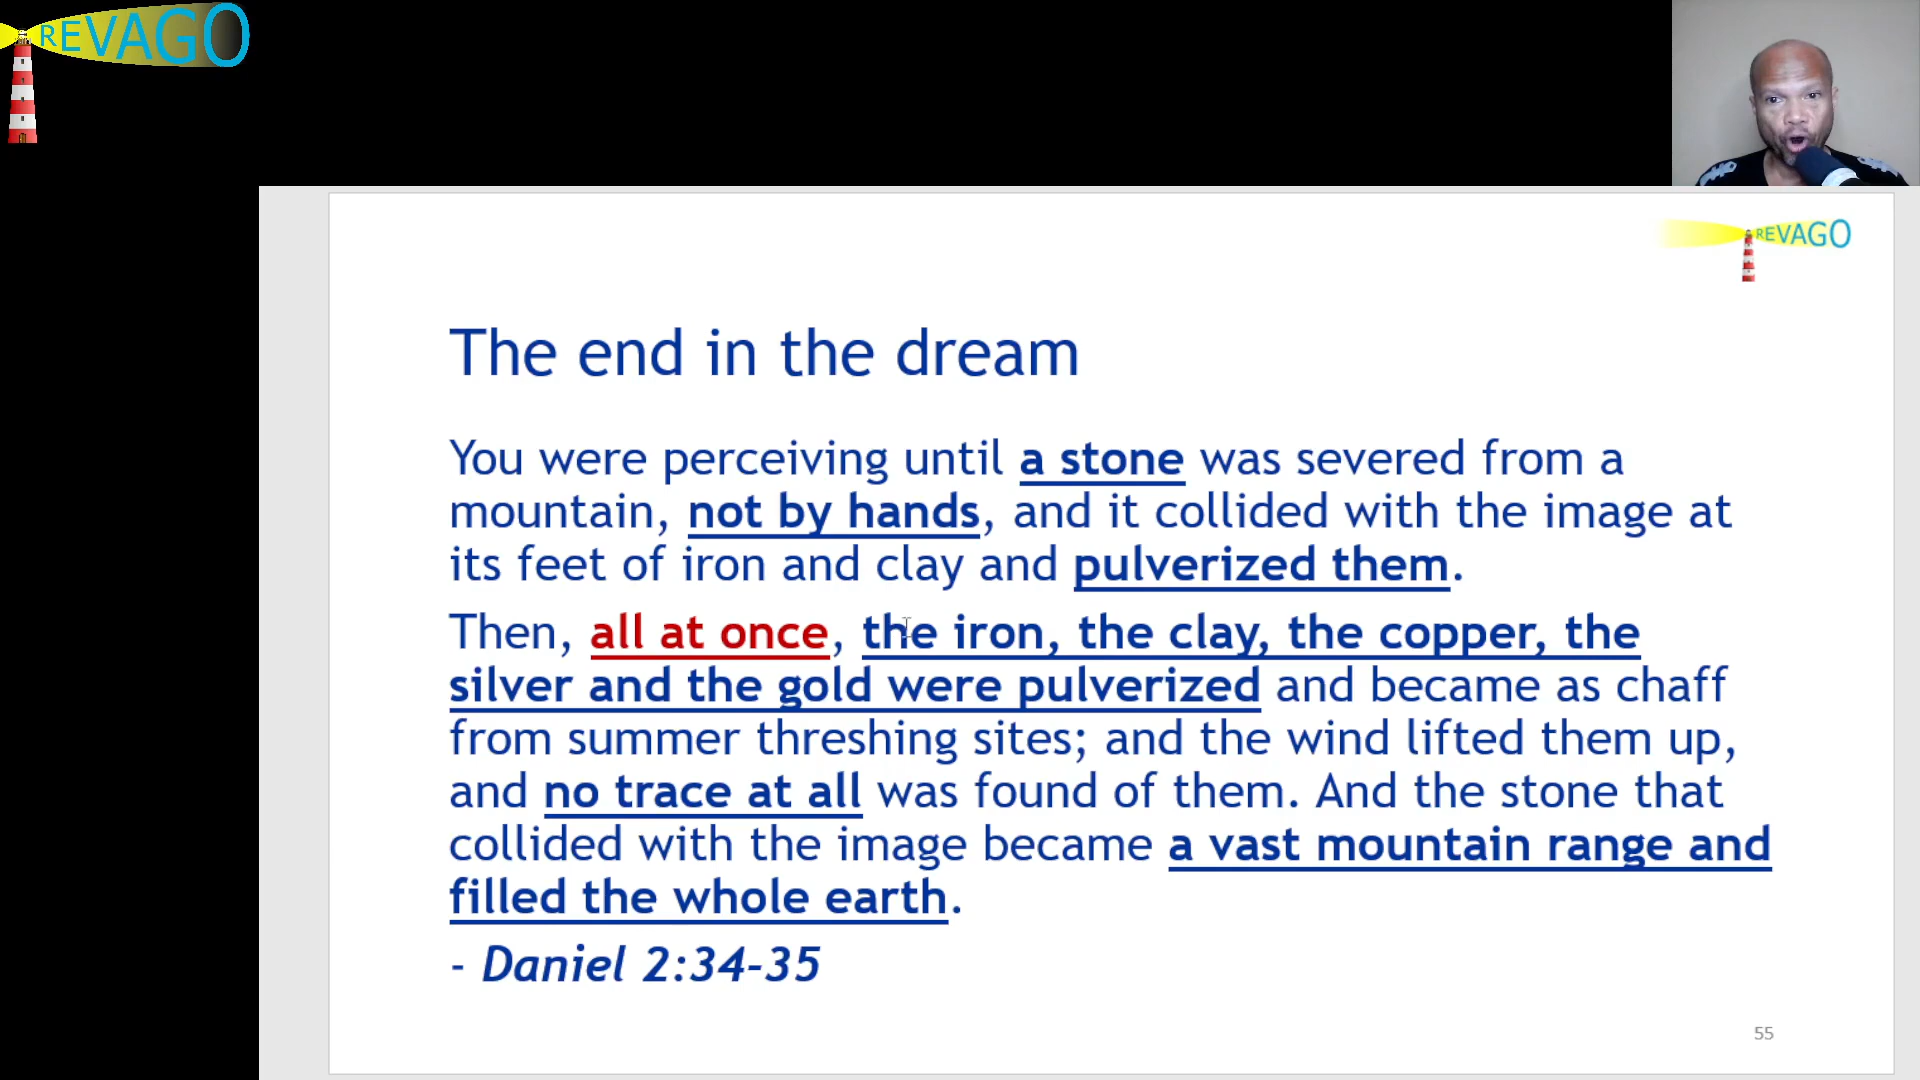 REVAGO
REVAGO
The end in the dream
You were perceiving until a stone was severed from a
mountain, not by hands, and it collided with the image at
its feet of iron and clay and pulverized them.
Then, all at once, the iron, the clay, the copper, the
silver and the gold were pulverized and became as chaff
from summer threshing sites; and the wind lifted them up,
and no trace at all was found of them. And the stone that
collided with the image became a vast mountain range and
filled the whole earth.
- Daniel 2:34-35
55